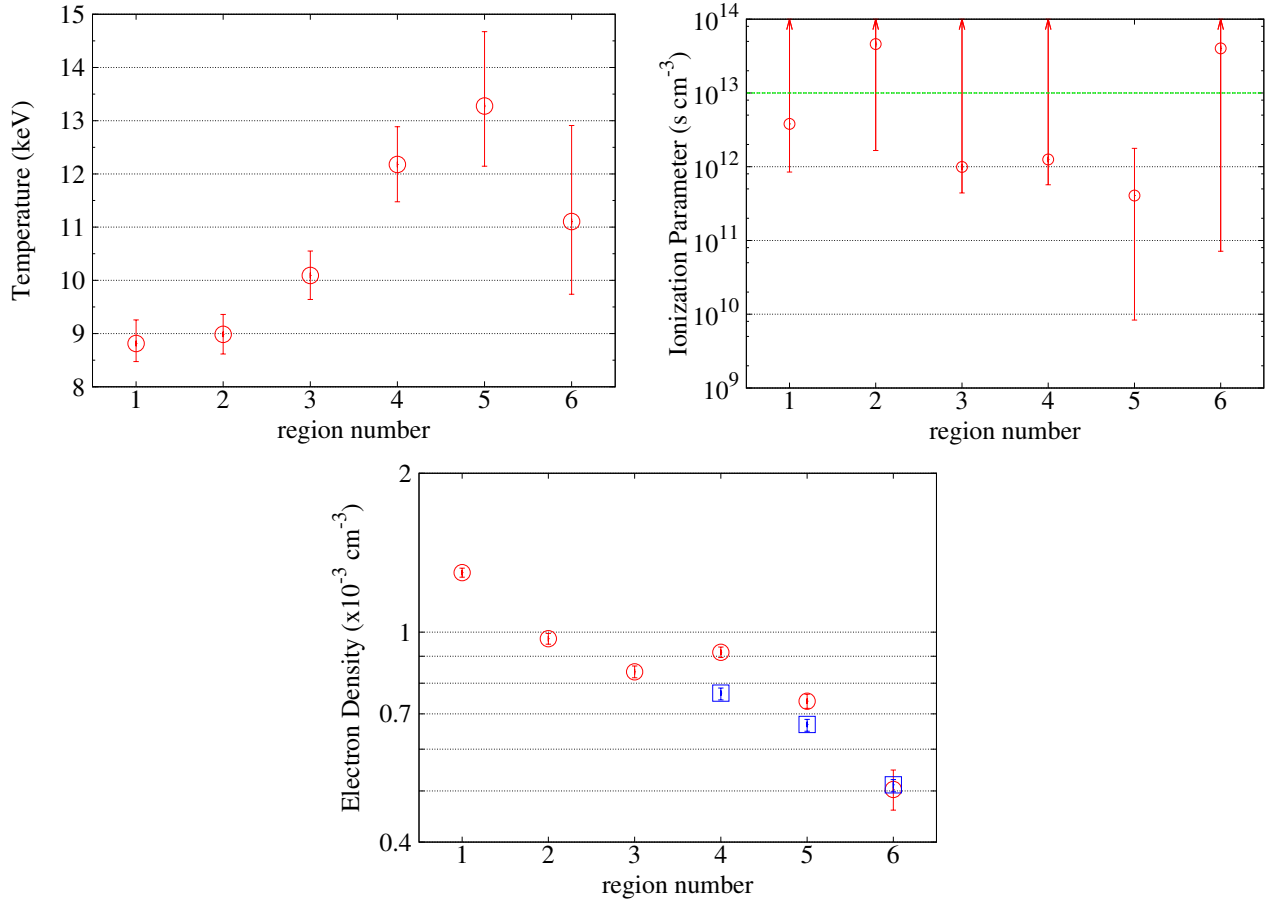 15
14
13
12
11
10
9
8
Temperature (keV)
1 2 3 4 5 6
region number
10^14
10^13
10^12
10^11
10^10
10^9
Ionization Parameter (s cm^-3)
1 2 3 4 5 6
region number
2
1
0.7
0.4
Electron Density (x10^-3 cm^-3)
1 2 3 4 5 6
region number